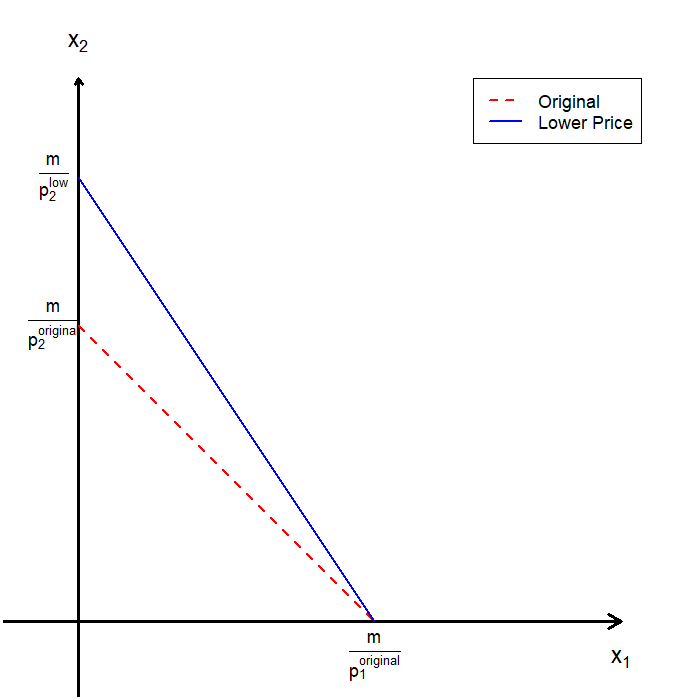 x2
Original
Lower Price
m
p2low
m
p2origina
m
p1original
x1